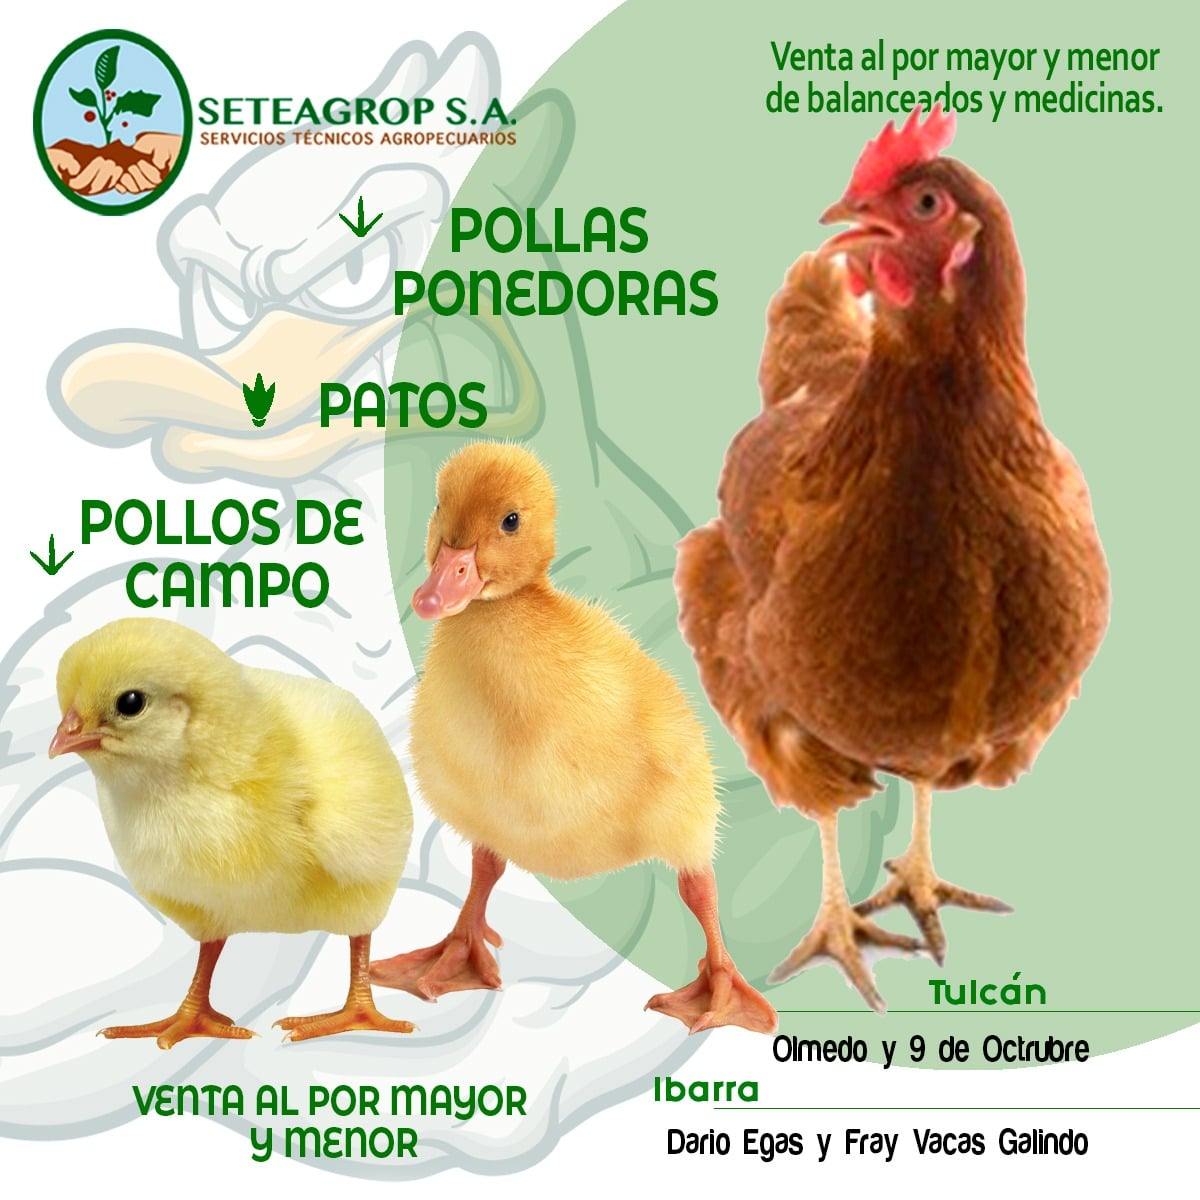 SETEAGROP S.A.
SERVICIOS TÉCNICOS AGROPECUARIOS
Venta al por mayor y menor
de balanceados y medicinas.
POLLAS
PONEDORAS
PATOS
POLLOS DE
CAMPO
Tulcán
Olmedo y 9 de Octrubre
Ibarra
Dario Egas y Fray Vacas Galindo
VENTA AL POR MAYOR
Y MENOR